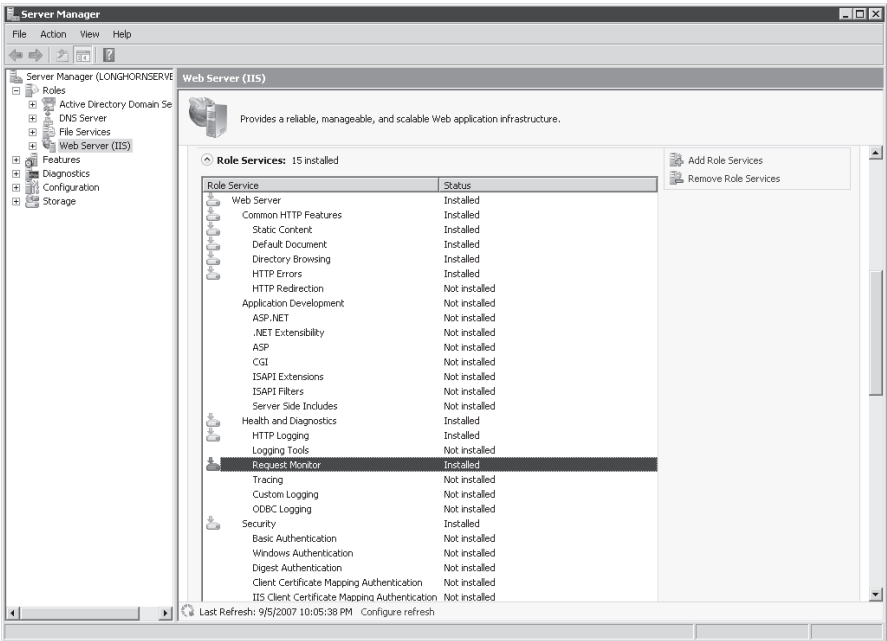 Server Manager
File Action View Help
Server Manager (LONGHORNSERVE
Roles
Active Directory Domain Se
DNS Server
File Services
Web Server (IIS)
Features
Diagnostics
Configuration
Storage
Web Server (IIS)
Provides a reliable, manageable, and scalable Web application infrastructure.
Role Services: 15 installed
Add Role Services
Remove Role Services
Role Service Status
Web Server Installed
Common HTTP Features Installed
Static Content Installed
Default Document Installed
Directory Browsing Installed
HTTP Errors Installed
HTTP Redirection Not installed
Application Development Not installed
ASP.NET Not installed
.NET Extensibility Not installed
ASP Not installed
CGI Not installed
ISAPI Extensions Not installed
ISAPI Filters Not installed
Server Side Includes Not installed
Health and Diagnostics Installed
HTTP Logging Installed
Logging Tools Not installed
Request Monitor Installed
Tracing Not installed
Custom Logging Not installed
ODBC Logging Not installed
Security Installed
Basic Authentication Not installed
Windows Authentication Not installed
Digest Authentication Not installed
Client Certificate Mapping Authentication Not installed
IIS Client Certificate Mapping Authentication Not installed
Last Refresh: 9/5/2007 10:05:38 PM Configure refresh